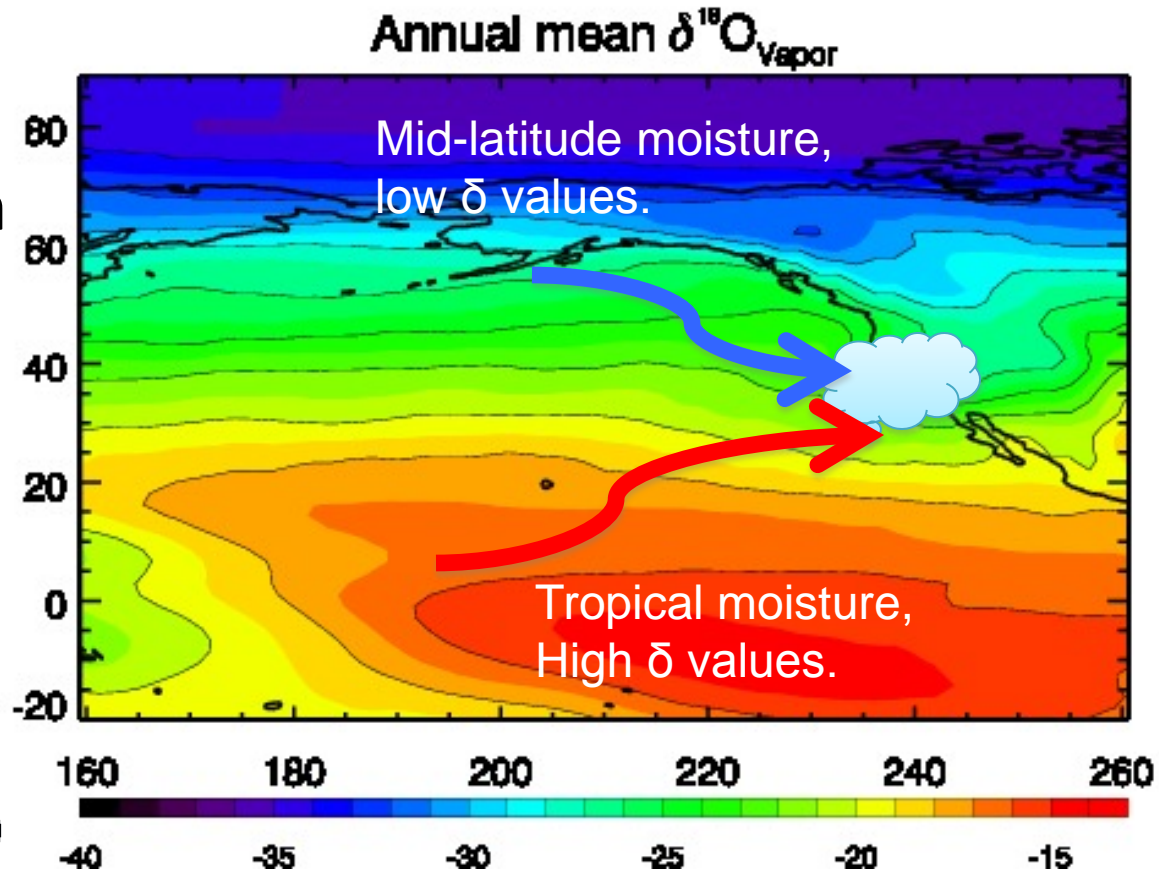 Annual mean δ¹⁸O_Vapor
Mid-latitude moisture,
low δ values.
80
60
40
20
0
-20
Tropical moisture,
High δ values.
160 180 200 220 240 260
-40 -35 -30 -25 -20 -15